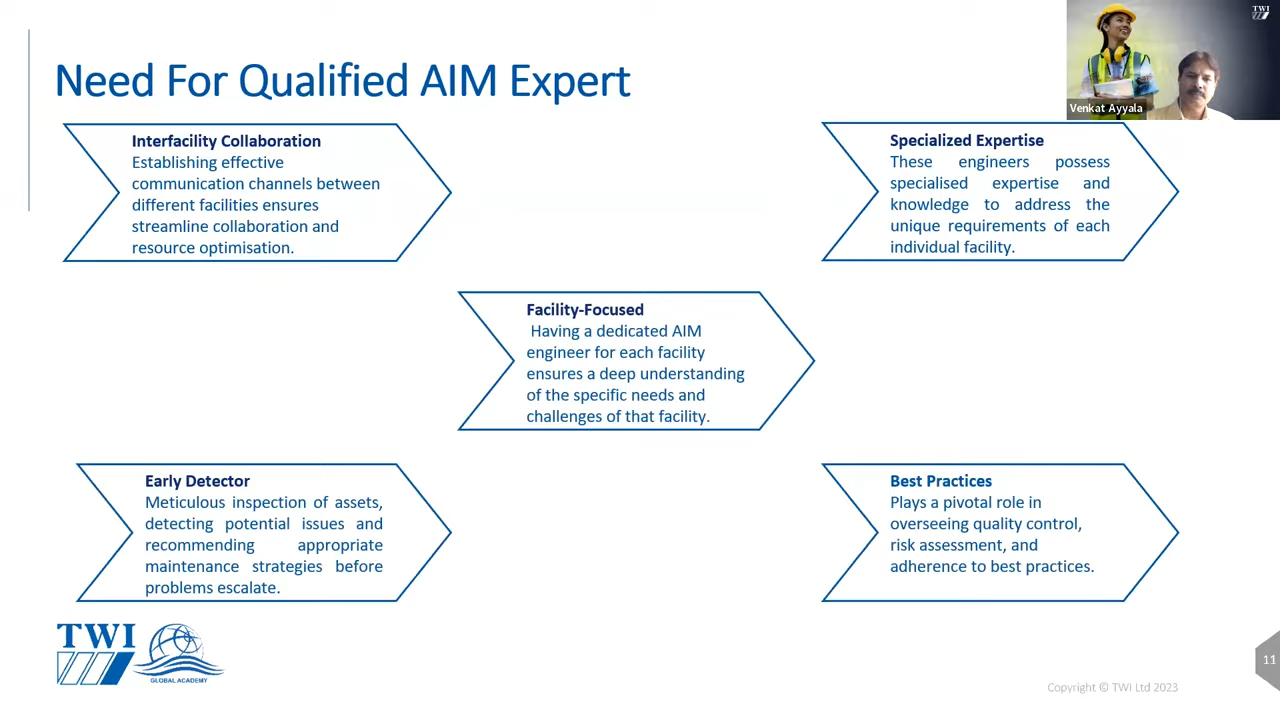 Need For Qualified AIM Expert
TWI
Venkat Ayyala
Interfacility Collaboration
Establishing effective
communication channels between
different facilities ensures
streamline collaboration and
resource optimisation.
Specialized Expertise
These engineers possess
specialised expertise and
knowledge to address the
unique requirements of each
individual facility.
Facility-Focused
Having a dedicated AIM
engineer for each facility
ensures a deep understanding
of the specific needs and
challenges of that facility.
Early Detector
Meticulous inspection of assets,
detecting potential issues and
recommending appropriate
maintenance strategies before
problems escalate.
Best Practices
Plays a pivotal role in
overseeing quality control,
risk assessment, and
adherence to best practices.
TWI
GLOBAL ACADEMY
11
Copyright © TWI Ltd 2023